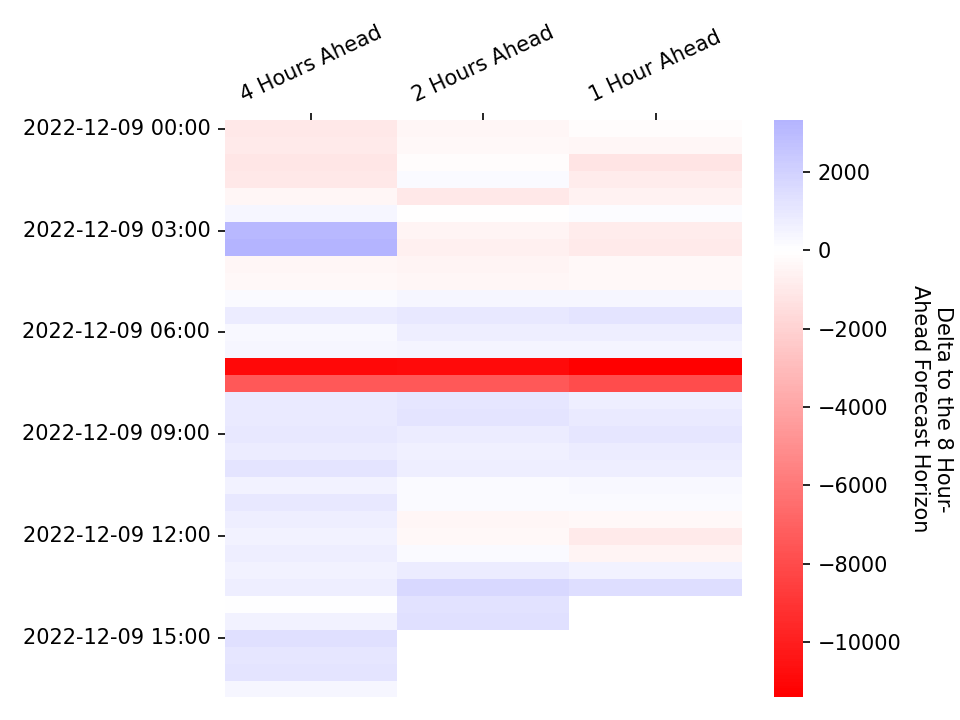 4 Hours Ahead
2 Hours Ahead
1 Hour Ahead
2022-12-09 00:00
2022-12-09 03:00
2022-12-09 06:00
2022-12-09 09:00
2022-12-09 12:00
2022-12-09 15:00
2000
0
−2000
−4000
−6000
−8000
−10000
Delta to the 8 Hour-
Ahead Forecast Horizon